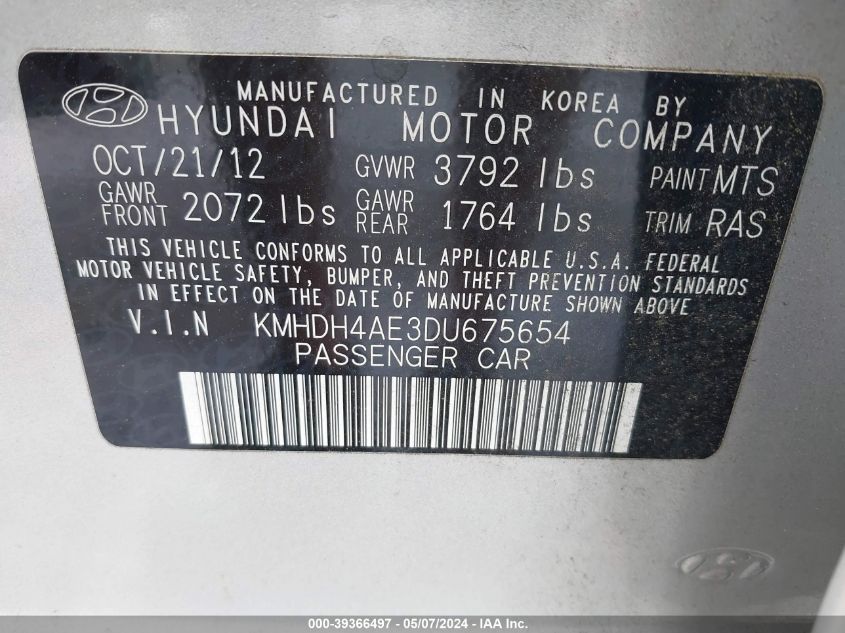 MANUFACTURED IN KOREA BY
HYUNDAI MOTOR COMPANY
OCT/21/12 GVWR 3792 lbs PAINT MTS
GAWR FRONT 2072 lbs GAWR REAR 1764 lbs TRIM RAS
THIS VEHICLE CONFORMS TO ALL APPLICABLE U.S.A. FEDERAL
MOTOR VEHICLE SAFETY, BUMPER, AND THEFT PREVENTION STANDARDS
IN EFFECT ON THE DATE OF MANUFACTURE SHOWN ABOVE
V.I.N KMHDH4AE3DU675654
PASSENGER CAR
000-39366497 - 05/07/2024 - IAA Inc.